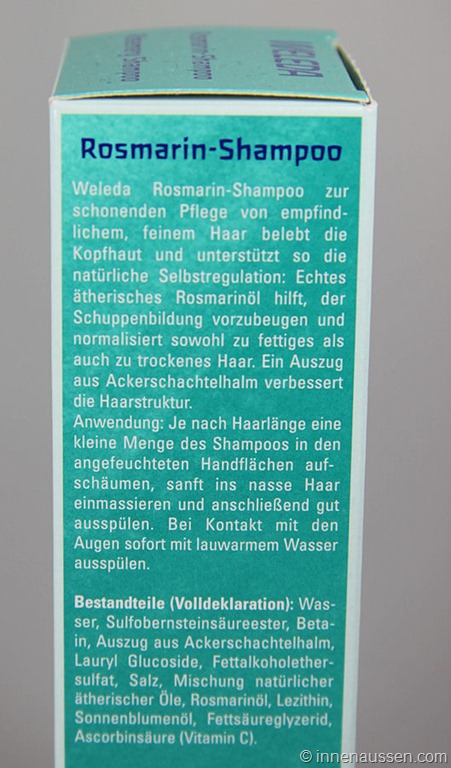 WELEDA
Rosmarin-Shampoo
Rosmarin-Shampoo
Weleda Rosmarin-Shampoo zur
schonenden Pflege von empfind-
lichem, feinem Haar belebt die
Kopfhaut und unterstützt so die
natürliche Selbstregulation: Echtes
ätherisches Rosmarinöl hilft, der
Schuppenbildung vorzubeugen und
normalisiert sowohl zu fettiges als
auch zu trockenes Haar. Ein Auszug
aus Ackerschachtelhalm verbessert
die Haarstruktur.
Anwendung: Je nach Haarlänge eine
kleine Menge des Shampoos in den
angefeuchteten Handflächen auf-
schäumen, sanft ins nasse Haar
einmassieren und anschließend gut
ausspülen. Bei Kontakt mit den
Augen sofort mit lauwarmem Wasser
ausspülen.
Bestandteile (Volldeklaration): Was-
ser, Sulfobernsteinsäureester, Beta-
in, Auszug aus Ackerschachtelhalm,
Lauryl Glucoside, Fettalkoholether-
sulfat, Salz, Mischung natürlicher
ätherischer Öle, Rosmarinöl, Lezithin,
Sonnenblumenöl, Fettsäureglyzerid,
Ascorbinsäure (Vitamin C).
© innenaussen.com